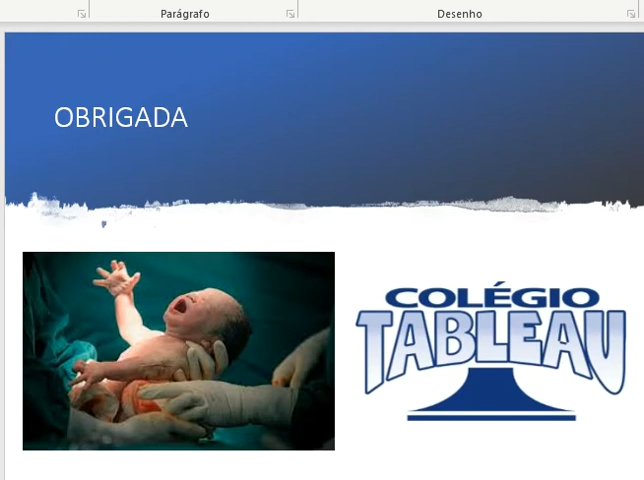 Parágrafo
Desenho
OBRIGADA
COLÉGIO
TABLEAU